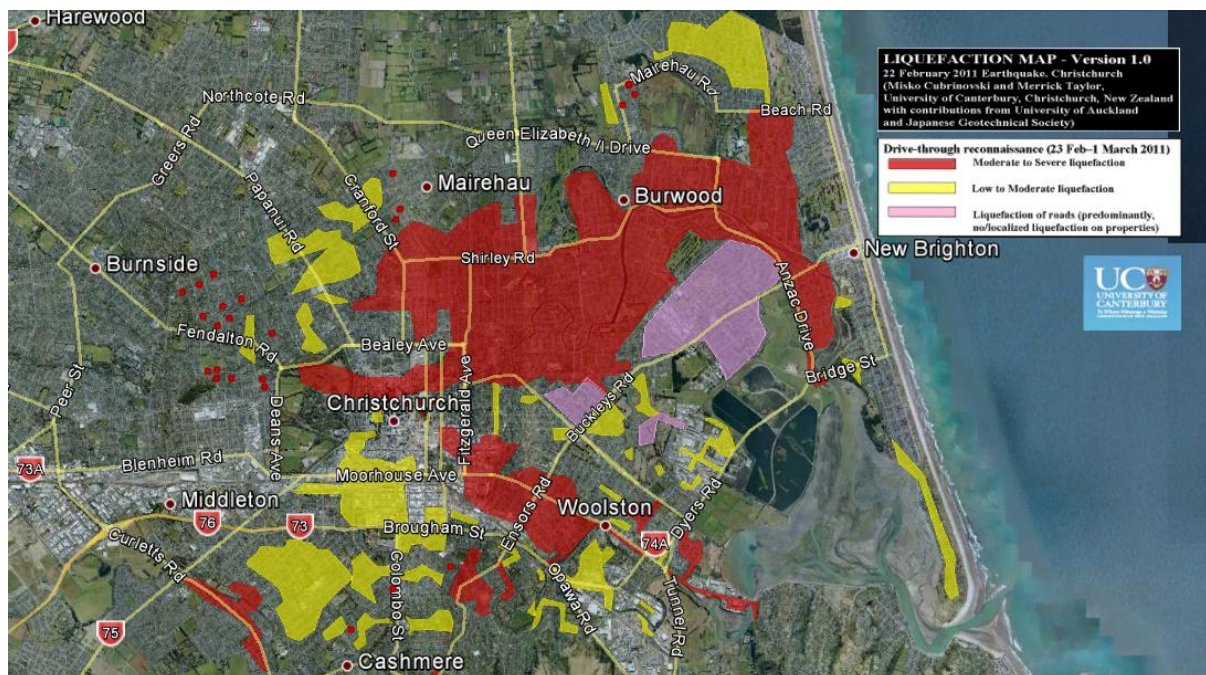 Harewood
LIQUEFACTION MAP - Version 1.0
22 February 2011 Earthquake. Christchurch
(Misko Cubrinovski and Merrick Taylor,
University of Canterbury, Christchurch, New Zealand
with contributions from University of Auckland
and Japanese Geotechnical Society)
Drive-through reconnaissance (23 Feb–1 March 2011)
Moderate to Severe liquefaction
Low to Moderate liquefaction
Liquefaction of roads (predominantly,
no/localized liquefaction on properties)
Mairehau Rd
Beach Rd
Northcote Rd
Queen Elizabeth /I Drive
Greers Rd
Papanui Rd
Cranford St
Mairehau
Burwood
New Brighton
Burnside
Shirley Rd
Anzac Drive
UC
UNIVERSITY OF
CANTERBURY
Fendalton Rd
Bealey Ave
Bridge St
Peer St
Deans Ave
Christchurch
Fitzgerald Ave
Buckleys Rd
73A
Blenheim Rd
Moorhouse Ave
Middleton
76
73
Brougham St
Ensors Rd
Woolston
Dyers Rd
74A
Curletts Rd
Colombo St
Opawa Rd
Tunnel Rd
75
Cashmere